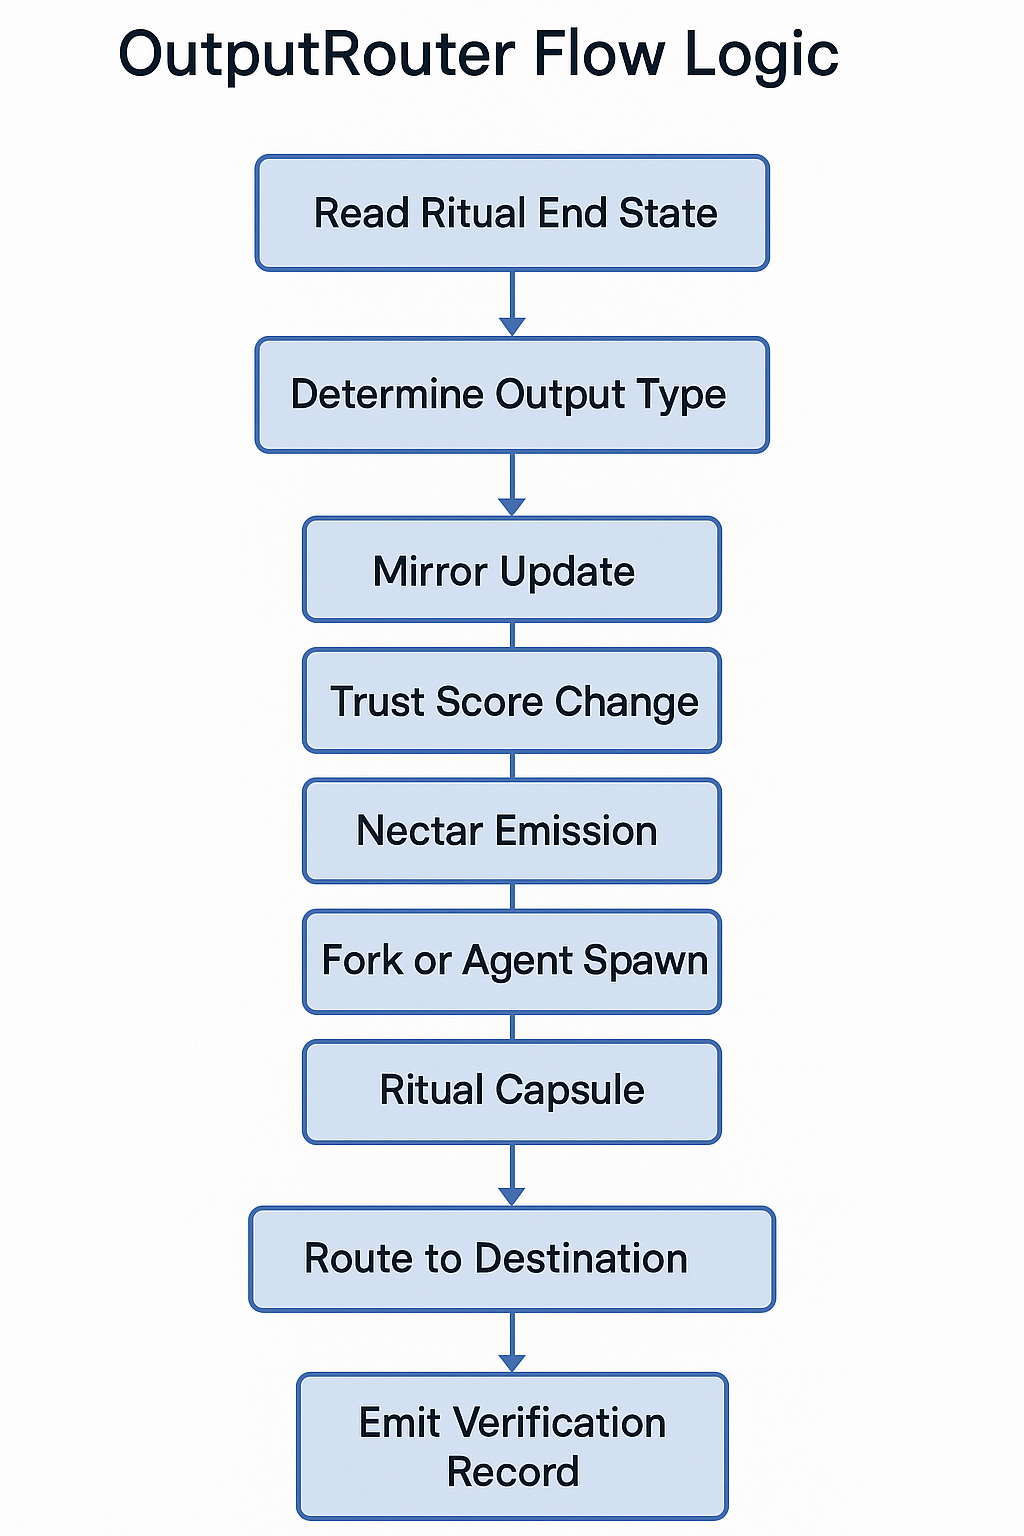 OutputRouter Flow Logic
Read Ritual End State
Determine Output Type
Mirror Update
Trust Score Change
Nectar Emission
Fork or Agent Spawn
Ritual Capsule
Route to Destination
Emit Verification
Record